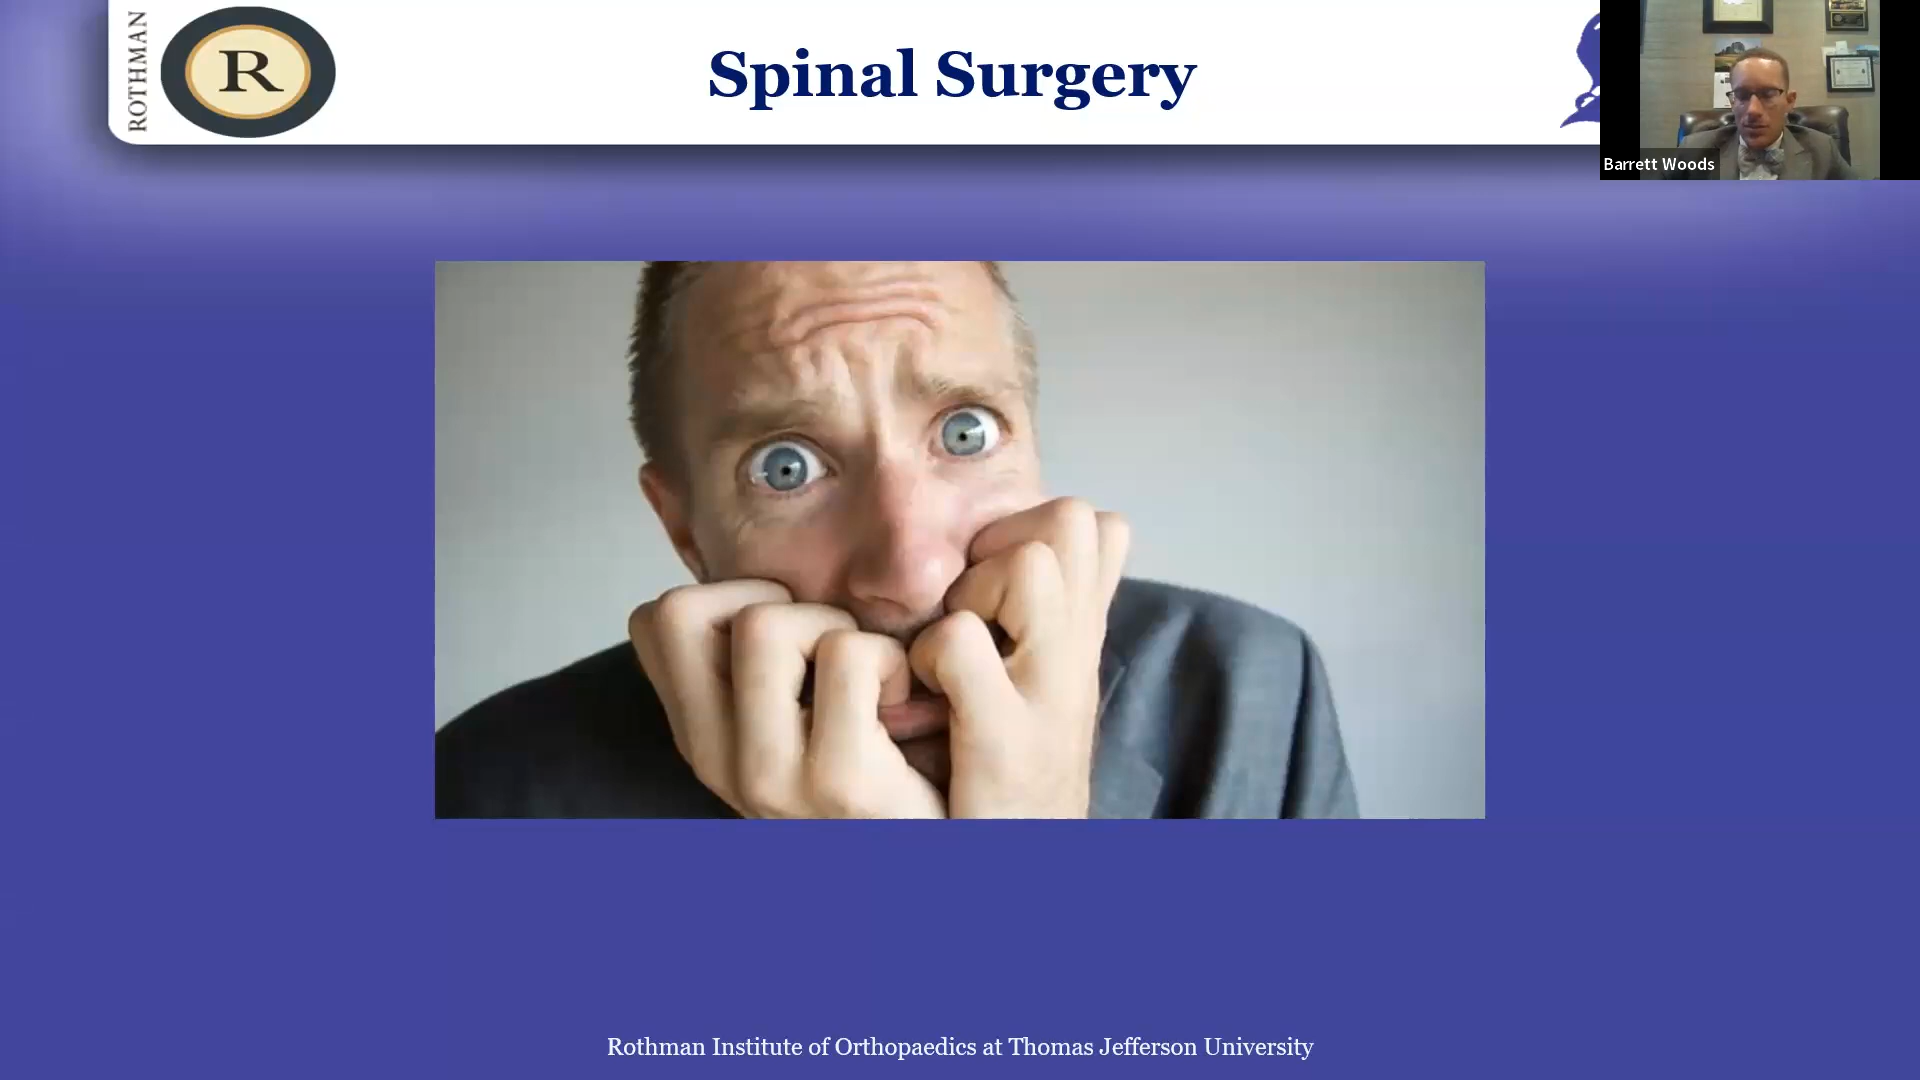 ROTHMAN
R
Spinal Surgery
Barrett Woods
Rothman Institute of Orthopaedics at Thomas Jefferson University